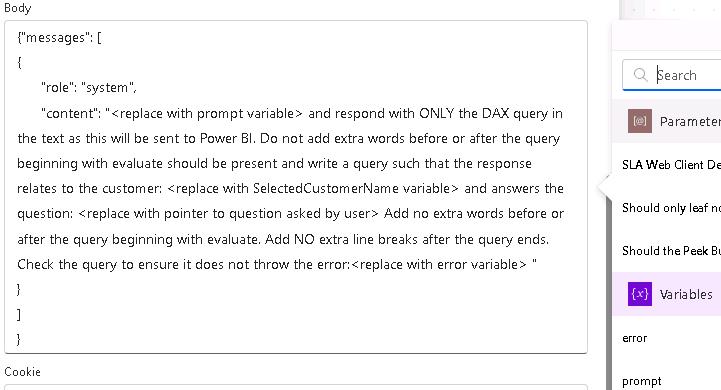 Body
{"messages": [
{
"role": "system",
"content": "<replace with prompt variable> and respond with ONLY the DAX query in
the text as this will be sent to Power BI. Do not add extra words before or after the query
beginning with evaluate should be present and write a query such that the response
relates to the customer: <replace with SelectedCustomerName variable> and answers the
question: <replace with pointer to question asked by user> Add no extra words before or
after the query beginning with evaluate. Add NO extra line breaks after the query ends.
Check the query to ensure it does not throw the error:<replace with error variable> "
}
]
}
Cookie
Search
[@] Parameter
SLA Web Client De
Should only leaf no
Should the Peek Bu
{x} Variables
error
prompt